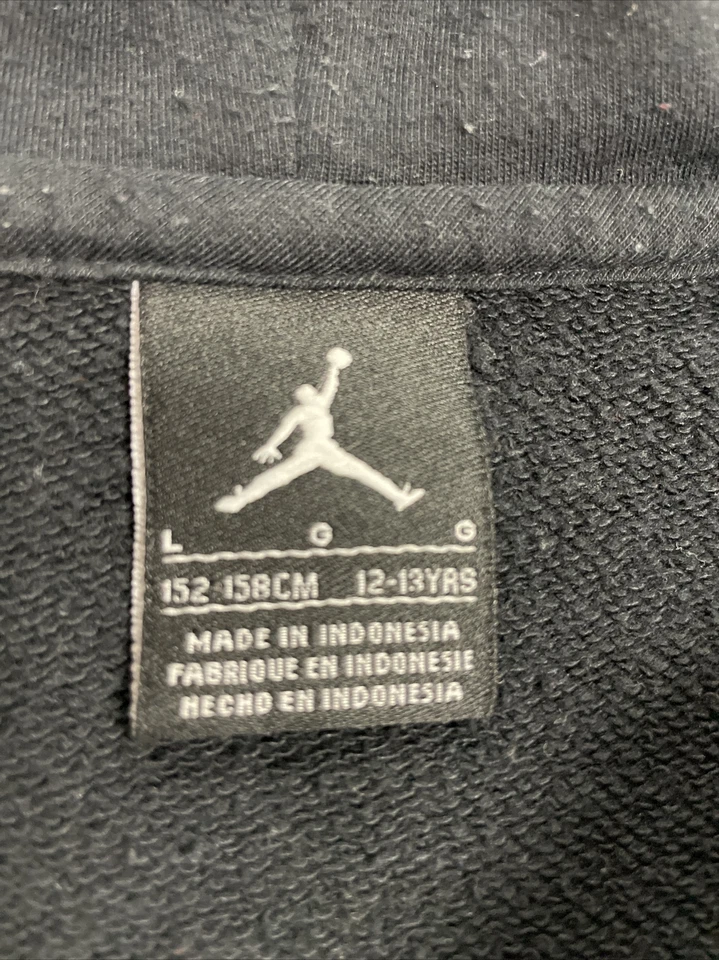 L G G
152-158CM 12-13YRS
MADE IN INDONESIA
FABRIQUE EN INDONESIE
HECHO EN INDONESIA